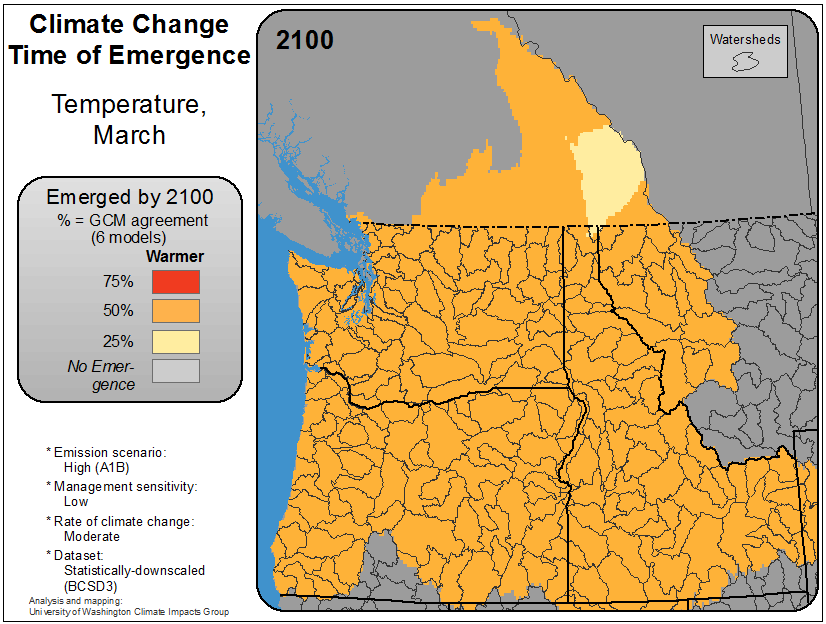 Climate Change
Time of Emergence
Temperature,
March
Emerged by 2100
% = GCM agreement
(6 models)
Warmer
75%
50%
25%
No Emer-
gence
* Emission scenario:
High (A1B)
* Management sensitivity:
Low
* Rate of climate change:
Moderate
* Dataset:
Statistically-downscaled
(BCSD3)
Analysis and mapping:
University of Washington Climate Impacts Group
2100
Watersheds